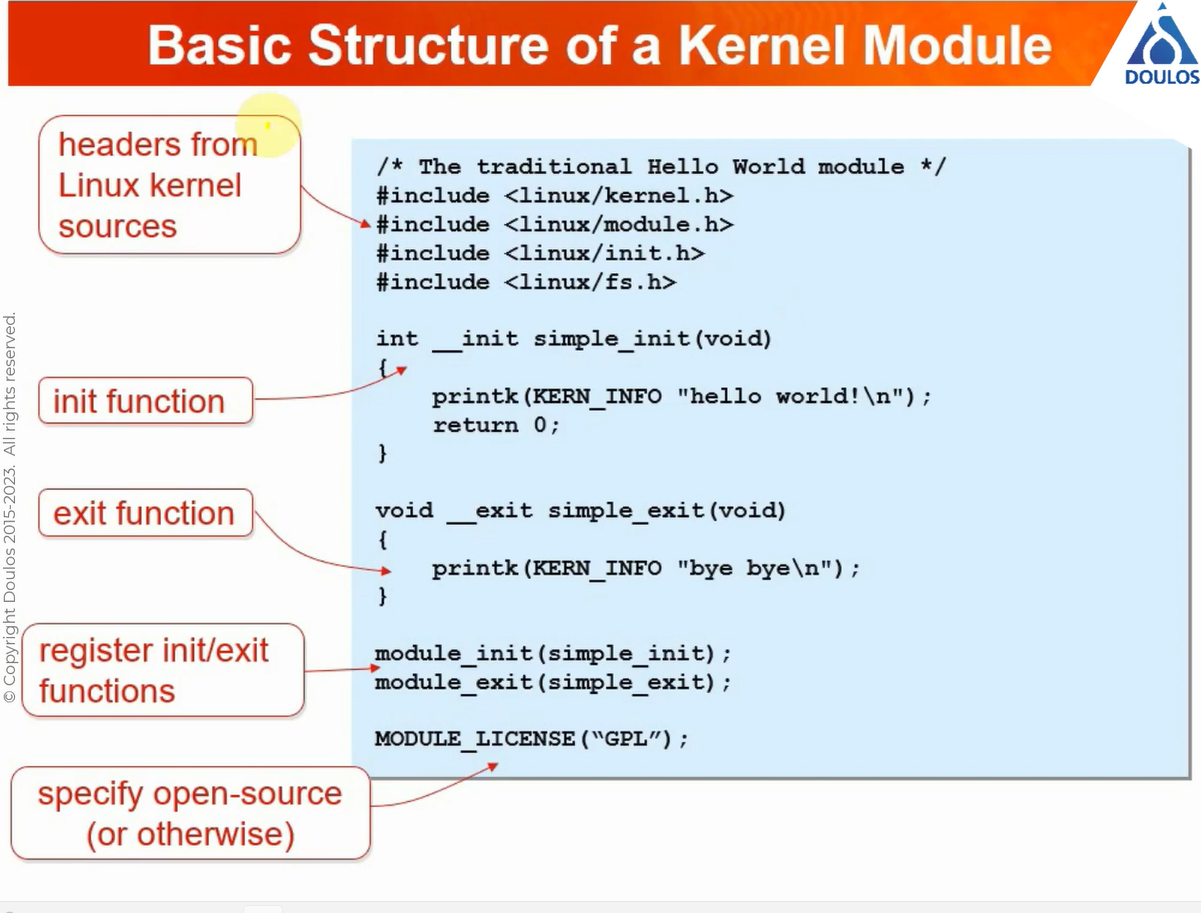 Basic Structure of a Kernel Module
DOULOS
headers from
Linux kernel
sources
/* The traditional Hello World module */
#include <linux/kernel.h>
#include <linux/module.h>
#include <linux/init.h>
#include <linux/fs.h>
int __init simple_init(void)
{
    printk(KERN_INFO "hello world!\n");
    return 0;
}
init function
void __exit simple_exit(void)
{
    printk(KERN_INFO "bye bye\n");
}
exit function
module_init(simple_init);
module_exit(simple_exit);
register init/exit
functions
MODULE_LICENSE(“GPL”);
specify open-source
(or otherwise)
© Copyright Doulos 2015-2023. All rights reserved.